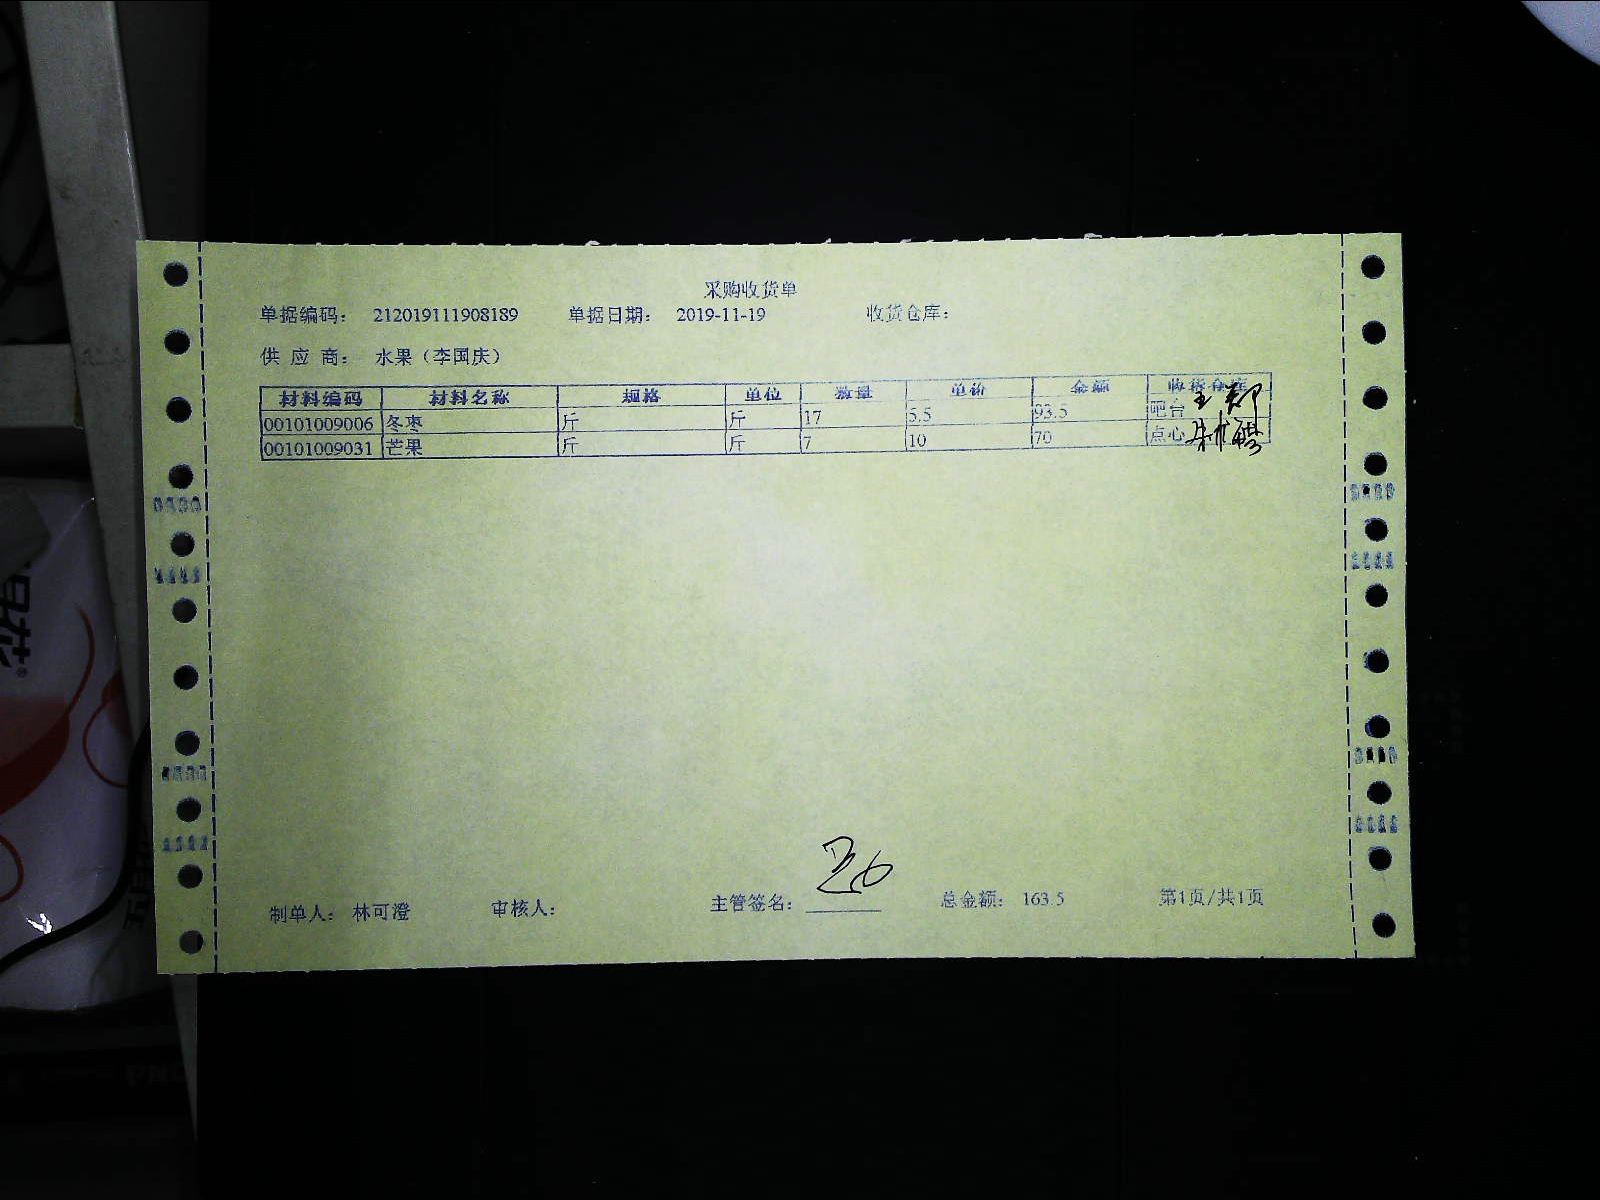 采购收货单
单据编码： 212019111908189 单据日期： 2019-11-19 收货仓库：
供 应 商： 水果（李国庆）
材料编码 材料名称 规格 单位 数量 单价 金额 收货仓库
00101009006 冬枣 斤 斤 17 5.5 93.5 吧台
00101009031 芒果 斤 斤 7 10 70 点心
制单人： 林可澄 审核人： 主管签名： 总金额： 163.5 第1页/共1页